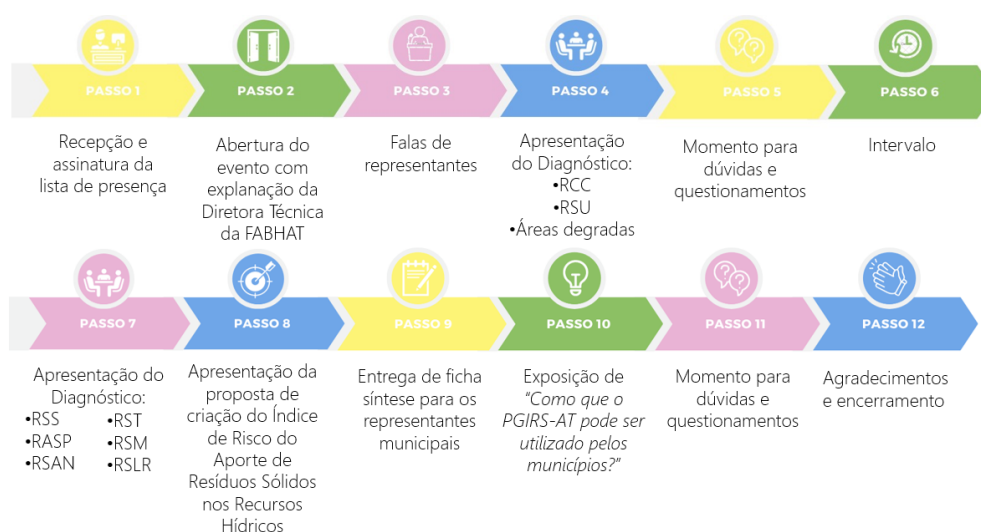 PASSO 1
PASSO 2
PASSO 3
PASSO 4
PASSO 5
PASSO 6
Recepção e
assinatura da
lista de presença
Abertura do
evento com
explanação da
Diretora Técnica
da FABHAT
Falas de
representantes
Apresentação
do Diagnóstico:
•RCC
•RSU
•Áreas degradas
Momento para
dúvidas e
questionamentos
Intervalo
PASSO 7
PASSO 8
PASSO 9
PASSO 10
PASSO 11
PASSO 12
Apresentação do
Diagnóstico:
•RSS
•RASP
•RSAN
•RST
•RSM
•RSLR
Apresentação da
proposta de
criação do Índice
de Risco do
Aporte de
Resíduos Sólidos
nos Recursos
Hídricos
Entrega de ficha
síntese para os
representantes
municipais
Exposição de
"Como que o
PGIRS-AT pode ser
utilizado pelos
municípios?"
Momento para
dúvidas e
questionamentos
Agradecimentos
e encerramento